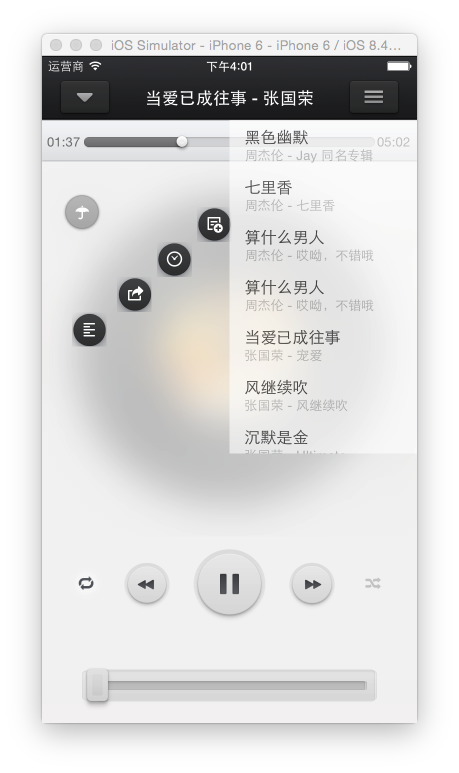 iOS Simulator - iPhone 6 - iPhone 6 / iOS 8.4...
运营商 下午4:01
当爱已成往事 - 张国荣
01:37 05:02
黑色幽默
周杰伦 - Jay 同名专辑
七里香
周杰伦 - 七里香
算什么男人
周杰伦 - 哎呦，不错哦
算什么男人
周杰伦 - 哎呦，不错哦
当爱已成往事
张国荣 - 宠爱
风继续吹
张国荣 - 风继续吹
沉默是金
张国荣 -